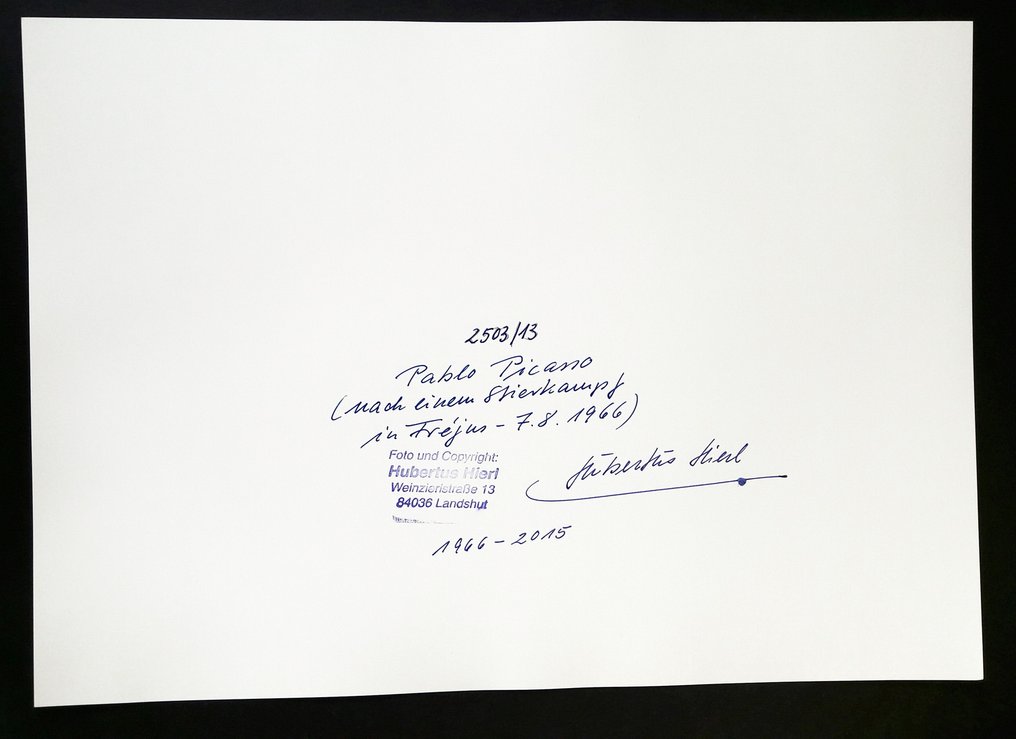 2503/13
Pablo Picasso
(nach einem Stierkampf
in Fréjus - 7.8.1966)
Foto und Copyright:
Hubertus Hierl
Weinzierlstraße 13
84036 Landshut
Hubertus Hierl
1966 - 2015